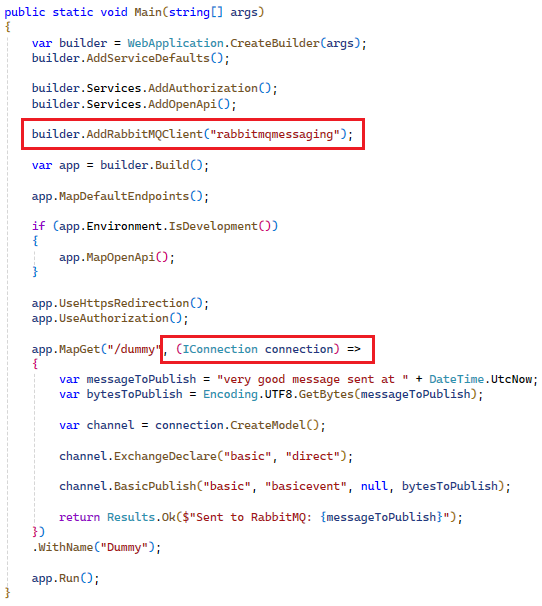 public static void Main(string[] args)
{
var builder = WebApplication.CreateBuilder(args);
builder.AddServiceDefaults();
builder.Services.AddAuthorization();
builder.Services.AddOpenApi();
builder.AddRabbitMQClient("rabbitmqmessaging");
var app = builder.Build();
app.MapDefaultEndpoints();
if (app.Environment.IsDevelopment())
{
app.MapOpenApi();
}
app.UseHttpsRedirection();
app.UseAuthorization();
app.MapGet("/dummy", (IConnection connection) =>
{
var messageToPublish = "very good message sent at " + DateTime.UtcNow;
var bytesToPublish = Encoding.UTF8.GetBytes(messageToPublish);
var channel = connection.CreateModel();
channel.ExchangeDeclare("basic", "direct");
channel.BasicPublish("basic", "basicevent", null, bytesToPublish);
return Results.Ok($"Sent to RabbitMQ: {messageToPublish}");
})
.WithName("Dummy");
app.Run();
}